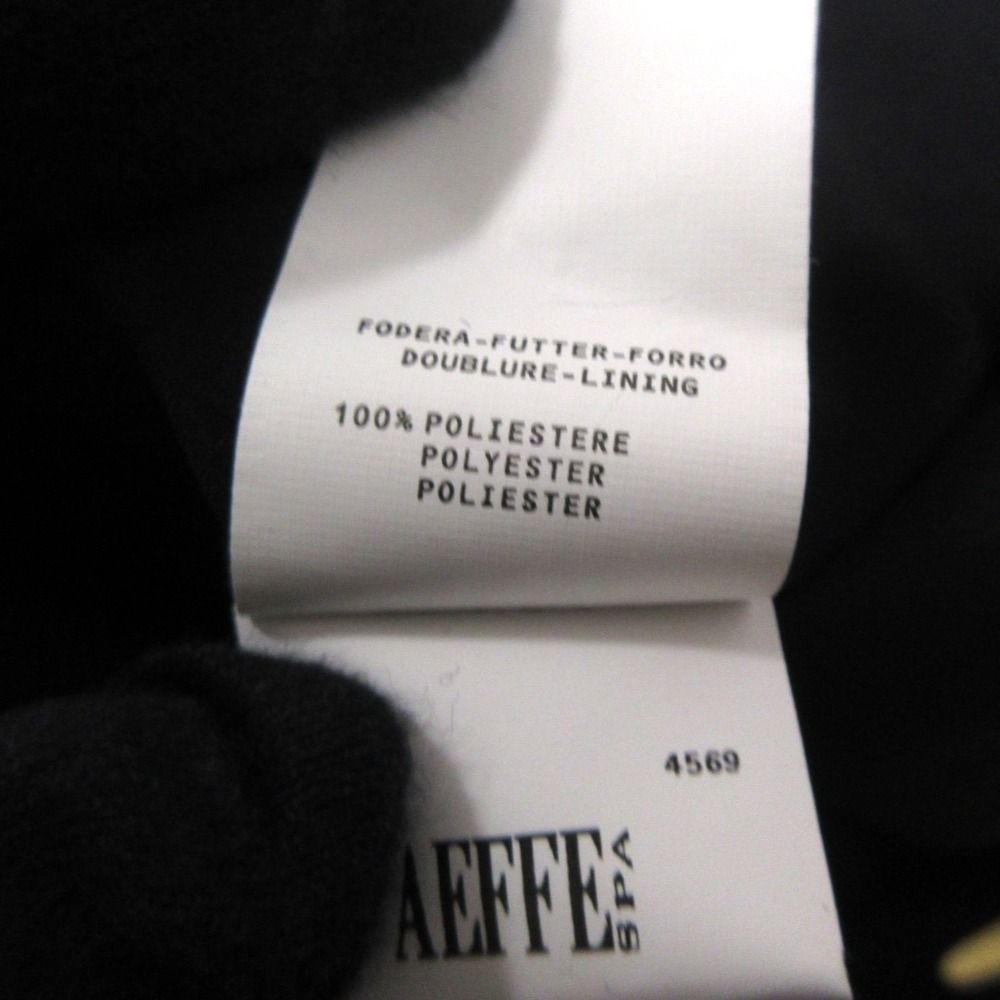 FODERA-FUTTER-FORRO
DOUBLURE-LINING
100% POLIESTERE
POLYESTER
POLIESTER
4569
AEFFE SPA